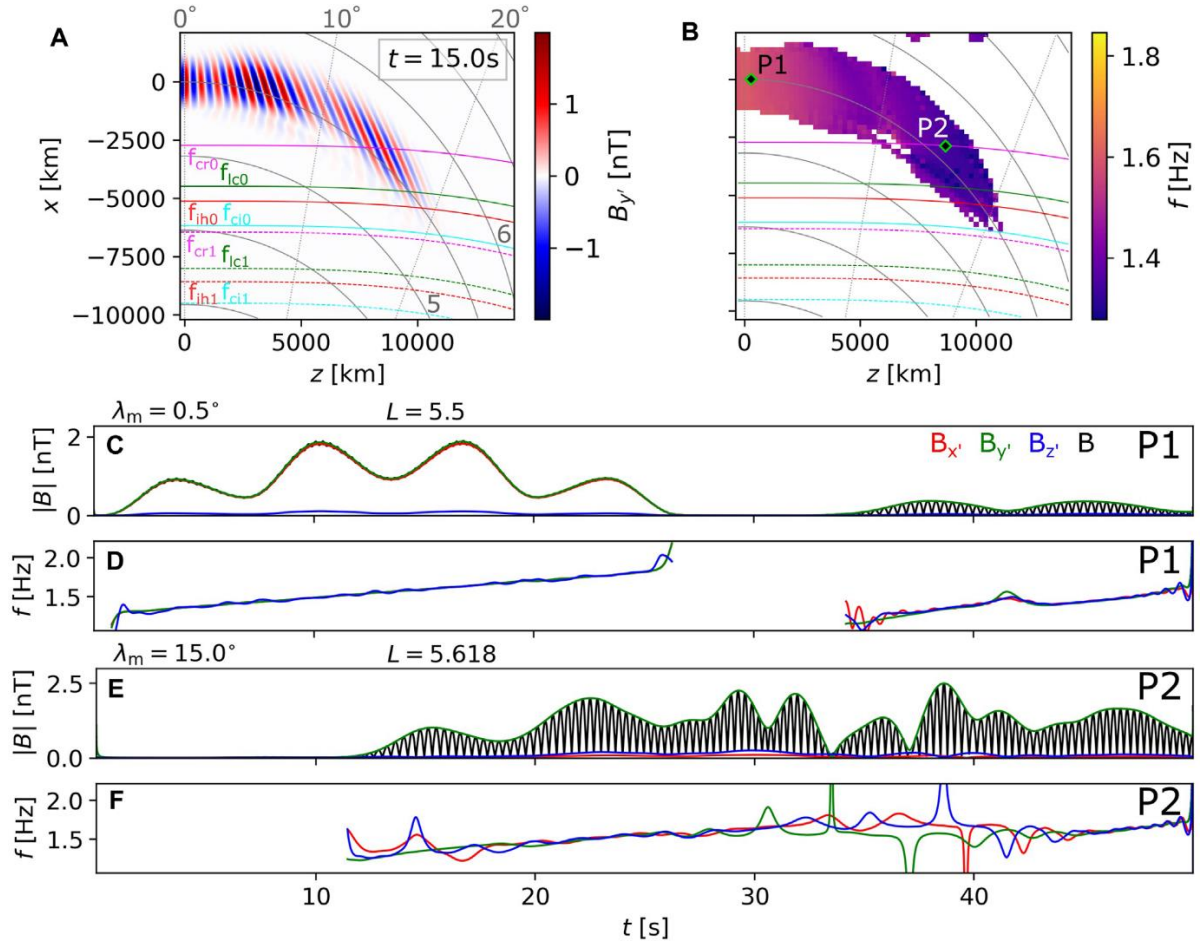 0° 10° 20°
A
t = 15.0s
B
P1
P2
0
−2500
−5000
−7500
−10000
x [km]
f_cr0
f_lc0
f_ih0 f_ci0
f_cr1
f_lc1
f_ih1 f_ci1
6
5
0 5000 10000
z [km]
1
0
−1
B_y' [nT]
0 5000 10000
z [km]
1.8
1.6
1.4
f [Hz]
λ_m = 0.5° L = 5.5
C
B_x' B_y' B_z' B P1
|B| [nT]
2
0
D
P1
f [Hz]
2.0
1.5
λ_m = 15.0° L = 5.618
E
P2
|B| [nT]
2.5
0.0
F
P2
f [Hz]
2.0
1.5
10 20 30 40
t [s]